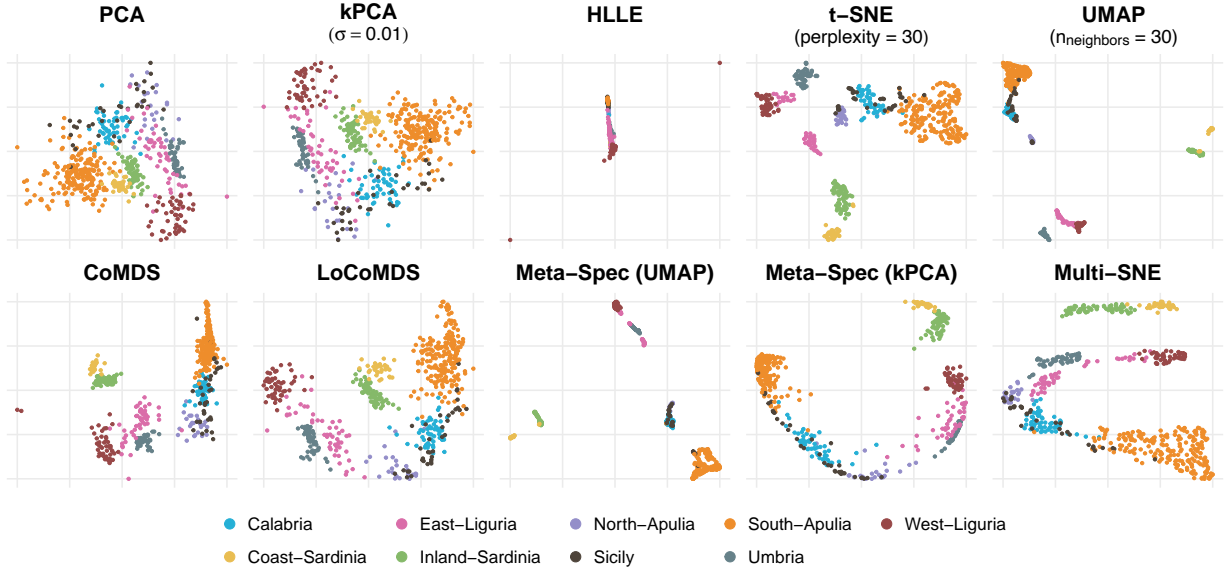 PCA
kPCA
(σ = 0.01)
HLLE
t−SNE
(perplexity = 30)
UMAP
(nneighbors = 30)
CoMDS
LoCoMDS
Meta−Spec (UMAP)
Meta−Spec (kPCA)
Multi−SNE
Calabria
East−Liguria
North−Apulia
South−Apulia
West−Liguria
Coast−Sardinia
Inland−Sardinia
Sicily
Umbria